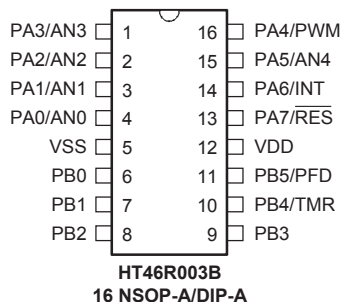 PA3/AN3 1 16 PA4/PWM
PA2/AN2 2 15 PA5/AN4
PA1/AN1 3 14 PA6/INT
PA0/AN0 4 13 PA7/R̅E̅S̅
VSS 5 12 VDD
PB0 6 11 PB5/PFD
PB1 7 10 PB4/TMR
PB2 8 9 PB3
HT46R003B
16 NSOP-A/DIP-A